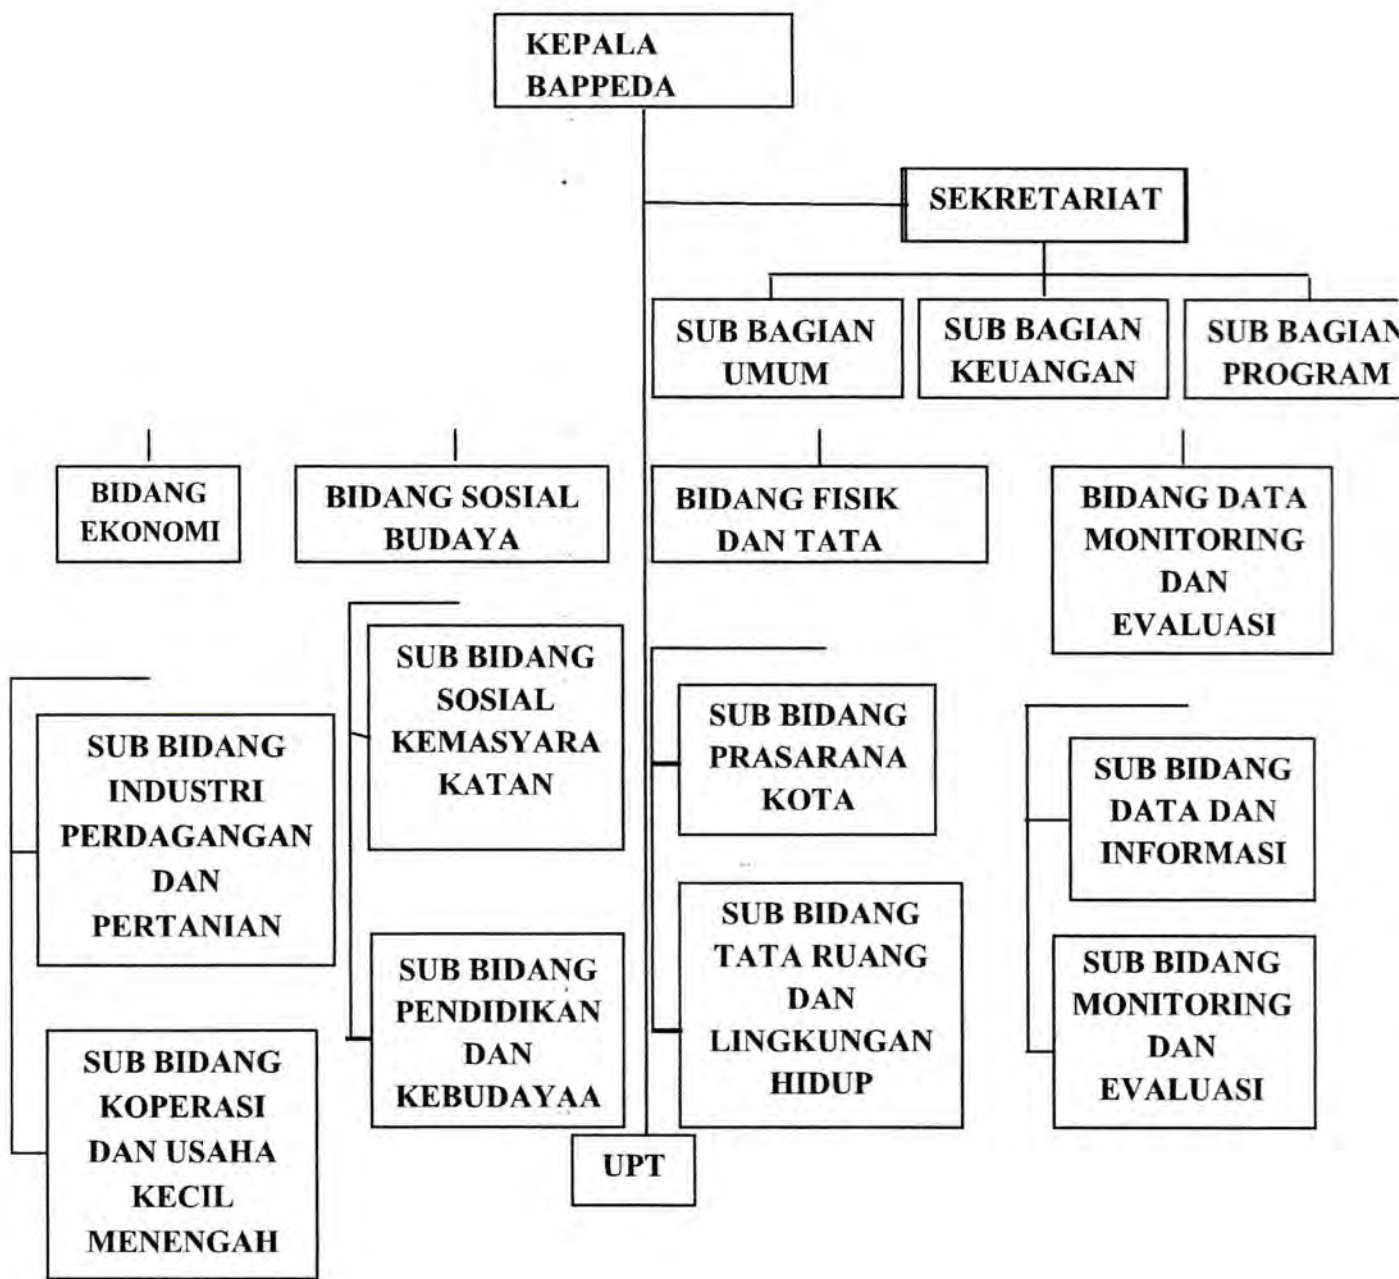 KEPALA
BAPPEDA
SEKRETARIAT
SUB BAGIAN
UMUM
SUB BAGIAN
KEUANGAN
SUB BAGIAN
PROGRAM
BIDANG
EKONOMI
BIDANG SOSIAL
BUDAYA
BIDANG FISIK
DAN TATA
BIDANG DATA
MONITORING
DAN
EVALUASI
SUB BIDANG
INDUSTRI
PERDAGANGAN
DAN
PERTANIAN
SUB BIDANG
SOSIAL
KEMASYARA
KATAN
SUB BIDANG
PRASARANA
KOTA
SUB BIDANG
DATA DAN
INFORMASI
SUB BIDANG
KOPERASI
DAN USAHA
KECIL
MENENGAH
SUB BIDANG
PENDIDIKAN
DAN
KEBUDAYAA
SUB BIDANG
TATA RUANG
DAN
LINGKUNGAN
HIDUP
SUB BIDANG
MONITORING
DAN
EVALUASI
UPT